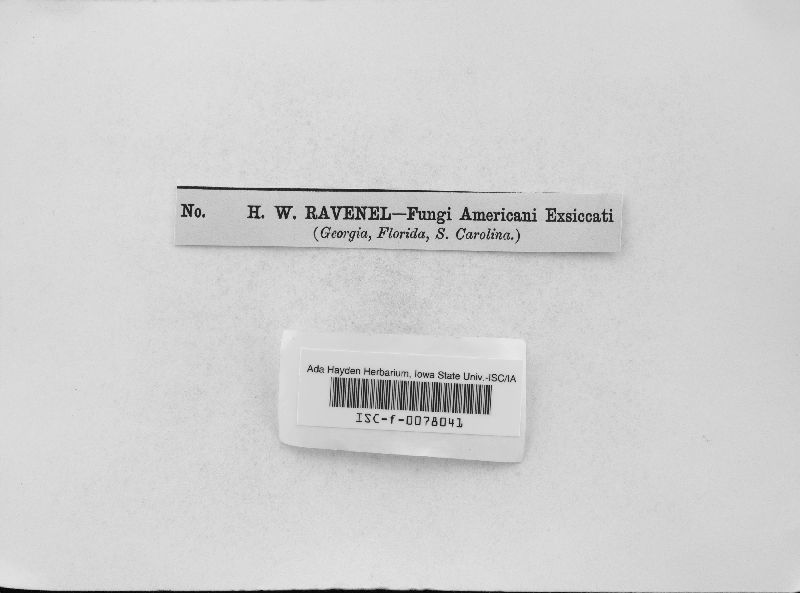 No. H. W. RAVENEL—Fungi Americani Exsiccati
(Georgia, Florida, S. Carolina.)
Ada Hayden Herbarium, Iowa State Univ.-ISC/IA
ISC-f-0078041